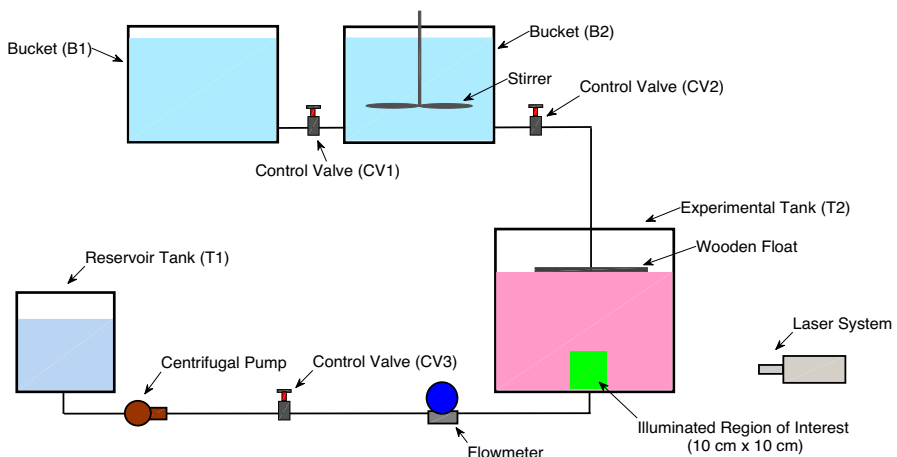 Bucket (B1)
Bucket (B2)
Stirrer
Control Valve (CV2)
Control Valve (CV1)
Experimental Tank (T2)
Wooden Float
Reservoir Tank (T1)
Laser System
Centrifugal Pump
Control Valve (CV3)
Illuminated Region of Interest
(10 cm x 10 cm)
Flowmeter